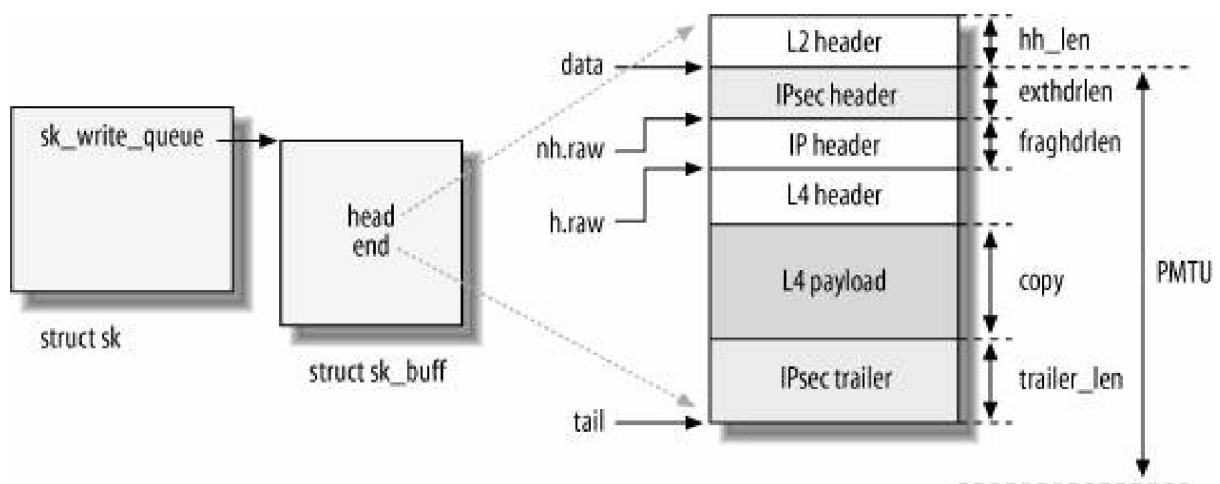 sk_write_queue
struct sk
head
end
struct sk_buff
data
nh.raw
h.raw
tail
L2 header
IPsec header
IP header
L4 header
L4 payload
IPsec trailer
hh_len
exthdrlen
fraghdrlen
copy
trailer_len
PMTU